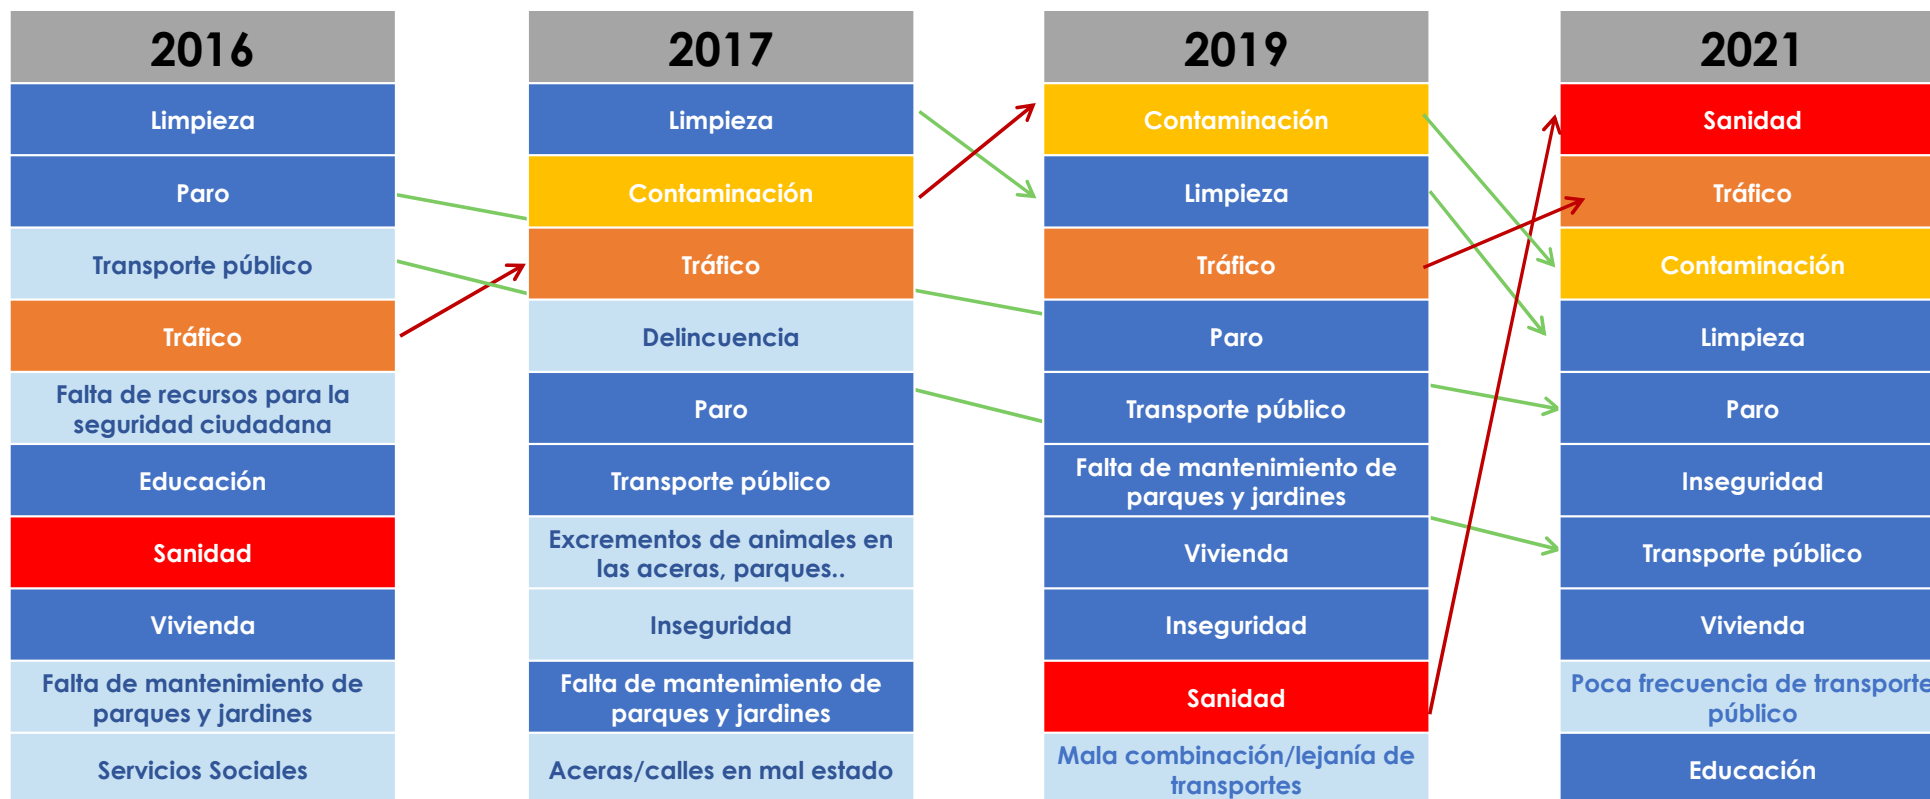 2016
Limpieza
Paro
Transporte público
Tráfico
Falta de recursos para la
seguridad ciudadana
Educación
Sanidad
Vivienda
Falta de mantenimiento de
parques y jardines
Servicios Sociales
2017
Limpieza
Contaminación
Tráfico
Delincuencia
Paro
Transporte público
Excrementos de animales en
las aceras, parques..
Inseguridad
Falta de mantenimiento de
parques y jardines
Aceras/calles en mal estado
2019
Contaminación
Limpieza
Tráfico
Paro
Transporte público
Falta de mantenimiento de
parques y jardines
Vivienda
Inseguridad
Sanidad
Mala combinación/lejanía de
transportes
2021
Sanidad
Tráfico
Contaminación
Limpieza
Paro
Inseguridad
Transporte público
Vivienda
Poca frecuencia de transporte
público
Educación